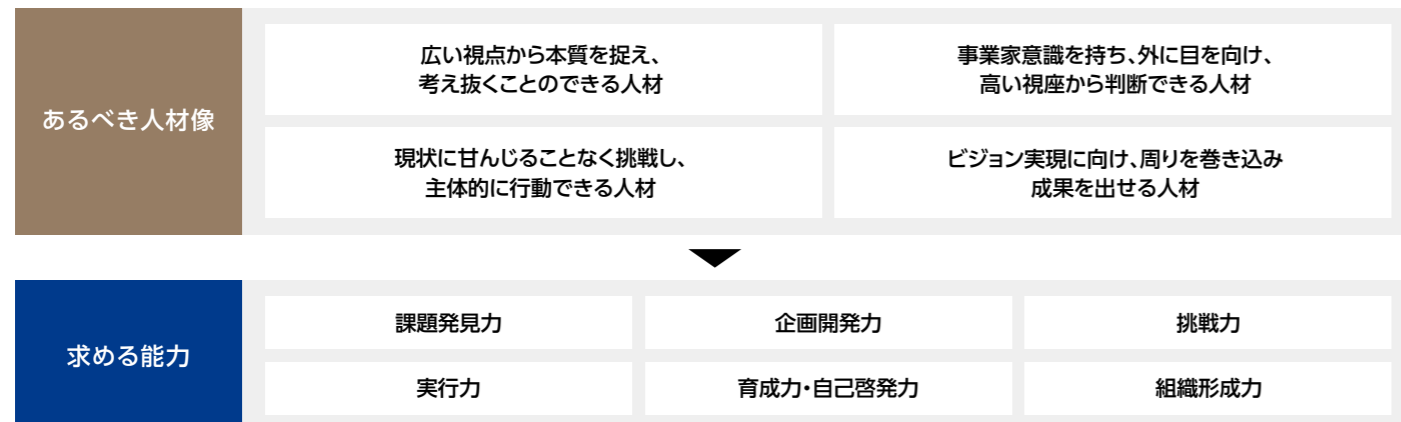 あるべき人材像
広い視点から本質を捉え、
考え抜くことのできる人材
事業家意識を持ち、外に目を向け、
高い視座から判断できる人材
現状に甘んじることなく挑戦し、
主体的に行動できる人材
ビジョン実現に向け、周りを巻き込み
成果を出せる人材
求める能力
課題発見力
企画開発力
挑戦力
実行力
育成力・自己啓発力
組織形成力